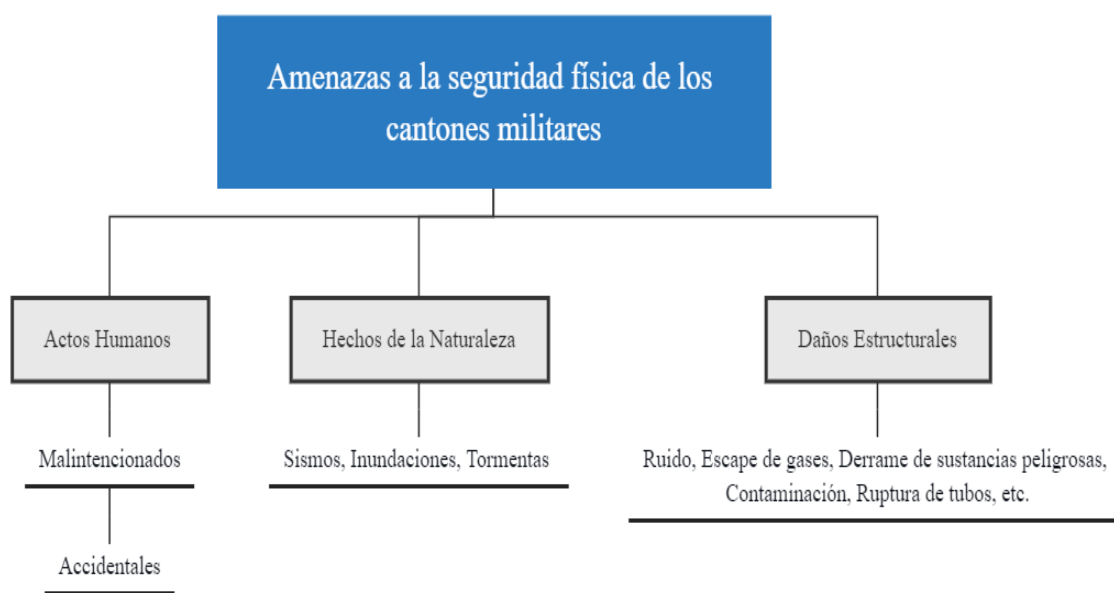 Amenazas a la seguridad física de los
cantones militares
Actos Humanos
Hechos de la Naturaleza
Daños Estructurales
Malintencionados
Sismos, Inundaciones, Tormentas
Ruido, Escape de gases, Derrame de sustancias peligrosas,
Contaminación, Ruptura de tubos, etc.
Accidentales